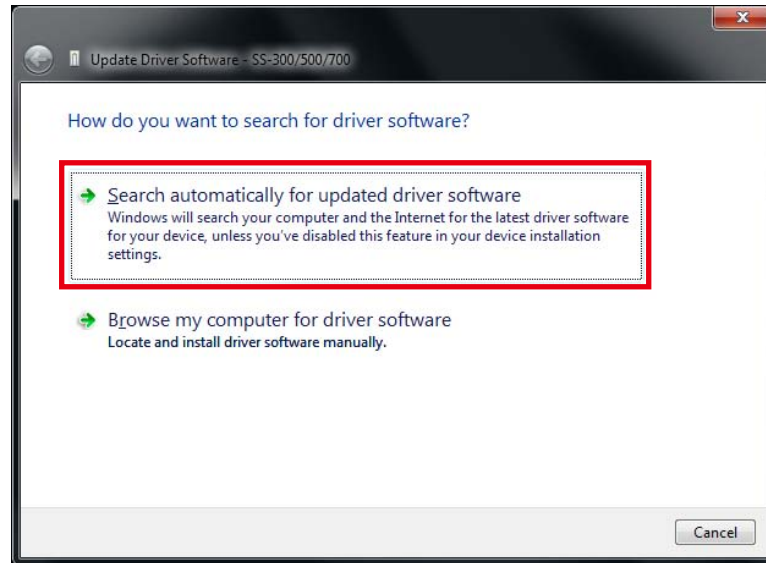 Update Driver Software - SS-300/500/700
How do you want to search for driver software?
Search automatically for updated driver software
Windows will search your computer and the Internet for the latest driver software
for your device, unless you've disabled this feature in your device installation
settings.
Browse my computer for driver software
Locate and install driver software manually.
Cancel